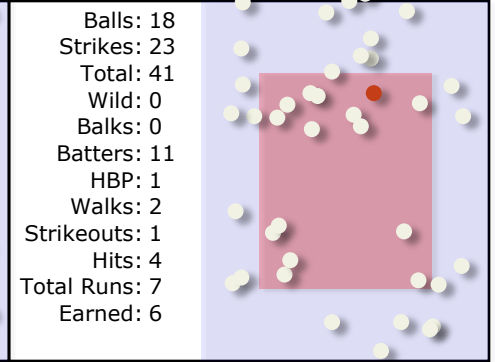 Balls: 18
Strikes: 23
Total: 41
Wild: 0
Balks: 0
Batters: 11
HBP: 1
Walks: 2
Strikeouts: 1
Hits: 4
Total Runs: 7
Earned: 6